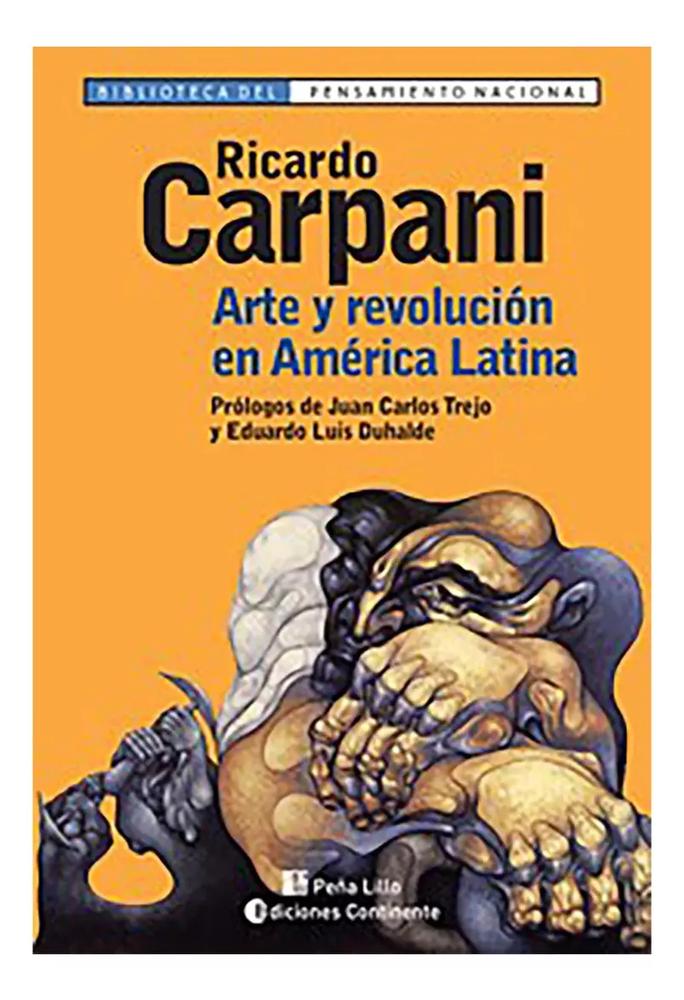 BIBLIOTECA DEL PENSAMIENTO NACIONAL
Ricardo
Carpani
Arte y revolución
en América Latina
Prólogos de Juan Carlos Trejo
y Eduardo Luis Duhalde
Peña Lillo
Ediciones Continente